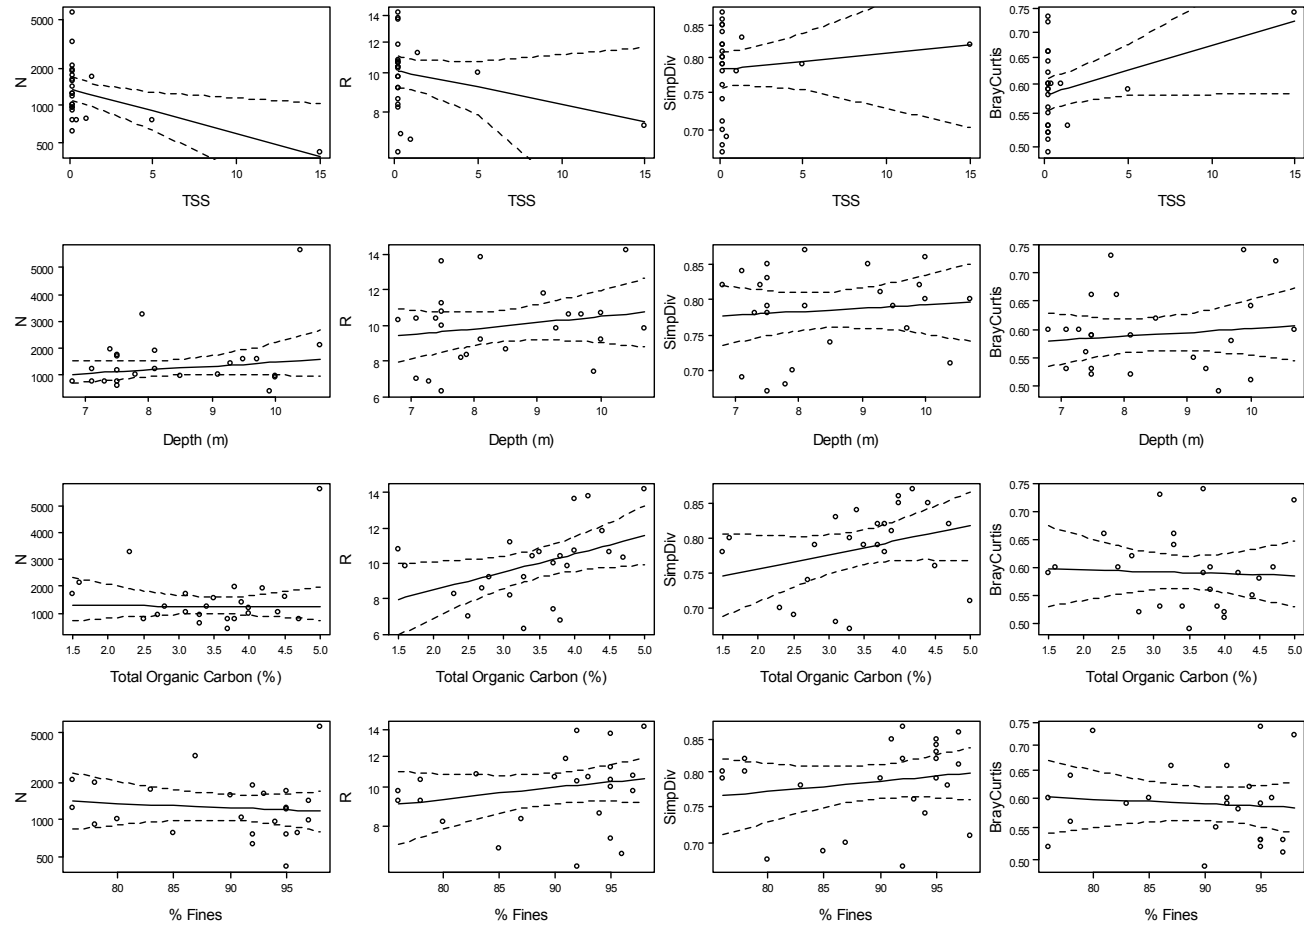 N 5000 2000 1000 500 0 5 10 15 TSS
R 14 12 10 8 0 5 10 15 TSS
SimpDiv 0.85 0.80 0.75 0.70 0 5 10 15 TSS
BrayCurtis 0.75 0.70 0.65 0.60 0.55 0.50 0 5 10 15 TSS
N 5000 4000 3000 2000 1000 7 8 9 10 Depth (m)
R 14 12 10 8 6 7 8 9 10 Depth (m)
SimpDiv 0.85 0.80 0.75 0.70 7 8 9 10 Depth (m)
BrayCurtis 0.75 0.70 0.65 0.60 0.55 0.50 7 8 9 10 Depth (m)
N 5000 4000 3000 2000 1000 1.5 2.0 2.5 3.0 3.5 4.0 4.5 5.0 Total Organic Carbon (%)
R 14 12 10 8 6 1.5 2.0 2.5 3.0 3.5 4.0 4.5 5.0 Total Organic Carbon (%)
SimpDiv 0.85 0.80 0.75 0.70 1.5 2.0 2.5 3.0 3.5 4.0 4.5 5.0 Total Organic Carbon (%)
BrayCurtis 0.75 0.70 0.65 0.60 0.55 0.50 1.5 2.0 2.5 3.0 3.5 4.0 4.5 5.0 Total Organic Carbon (%)
N 5000 2000 1000 500 80 85 90 95 % Fines
R 14 12 10 8 80 85 90 95 % Fines
SimpDiv 0.85 0.80 0.75 0.70 80 85 90 95 % Fines
BrayCurtis 0.75 0.70 0.65 0.60 0.55 0.50 80 85 90 95 % Fines